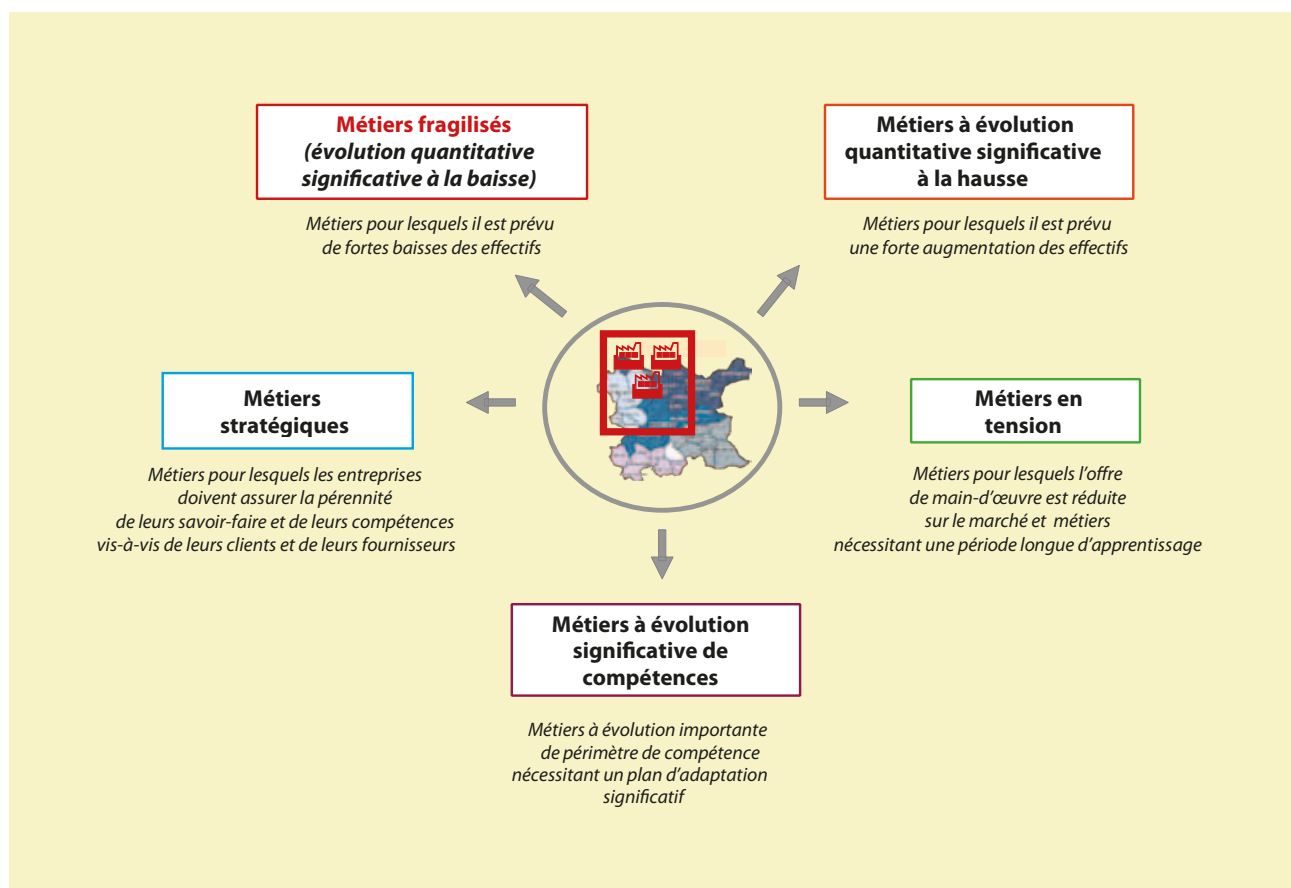 Métiers fragilisés
(évolution quantitative
significative à la baisse)
Métiers pour lesquels il est prévu
de fortes baisses des effectifs
Métiers à évolution
quantitative significative
à la hausse
Métiers pour lesquels il est prévu
une forte augmentation des effectifs
Métiers
stratégiques
Métiers pour lesquels les entreprises
doivent assurer la pérennité
de leurs savoir-faire et de leurs compétences
vis-à-vis de leurs clients et de leurs fournisseurs
Métiers en
tension
Métiers pour lesquels l’offre
de main-d’œuvre est réduite
sur le marché et métiers
nécessitant une période longue d’apprentissage
Métiers à évolution
significative de
compétences
Métiers à évolution importante
de périmètre de compétence
nécessitant un plan d’adaptation
significatif